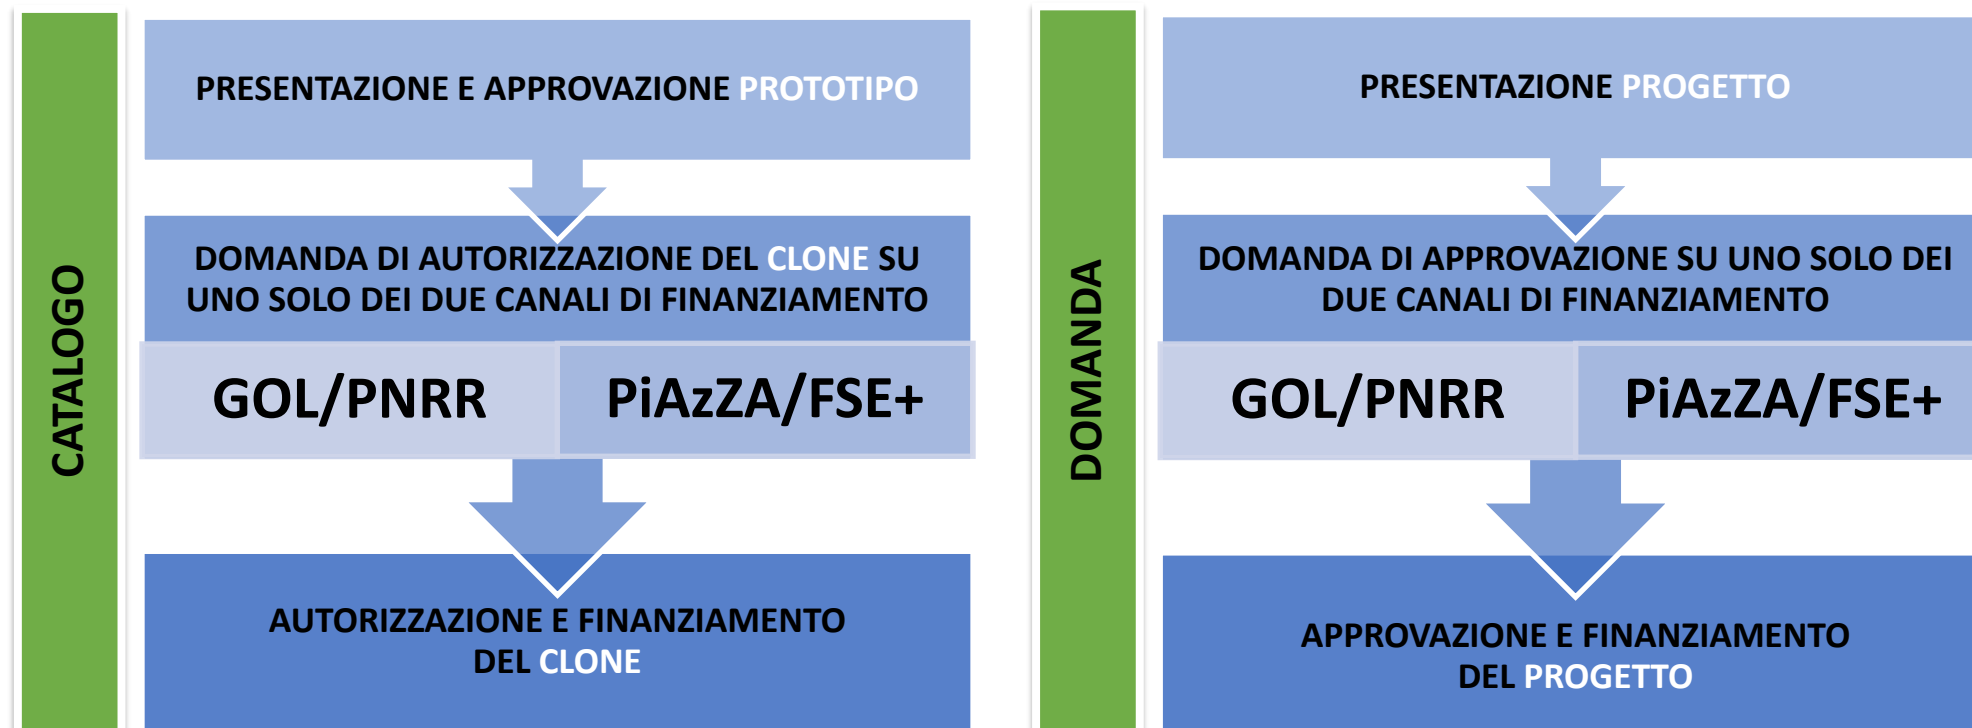 CATALOGO
PRESENTAZIONE E APPROVAZIONE PROTOTIPO
DOMANDA DI AUTORIZZAZIONE DEL CLONE SU
UNO SOLO DEI DUE CANALI DI FINANZIAMENTO
GOL/PNRR
PiAzZA/FSE+
AUTORIZZAZIONE E FINANZIAMENTO
DEL CLONE
DOMANDA
PRESENTAZIONE PROGETTO
DOMANDA DI APPROVAZIONE SU UNO SOLO DEI
DUE CANALI DI FINANZIAMENTO
GOL/PNRR
PiAzZA/FSE+
APPROVAZIONE E FINANZIAMENTO
DEL PROGETTO